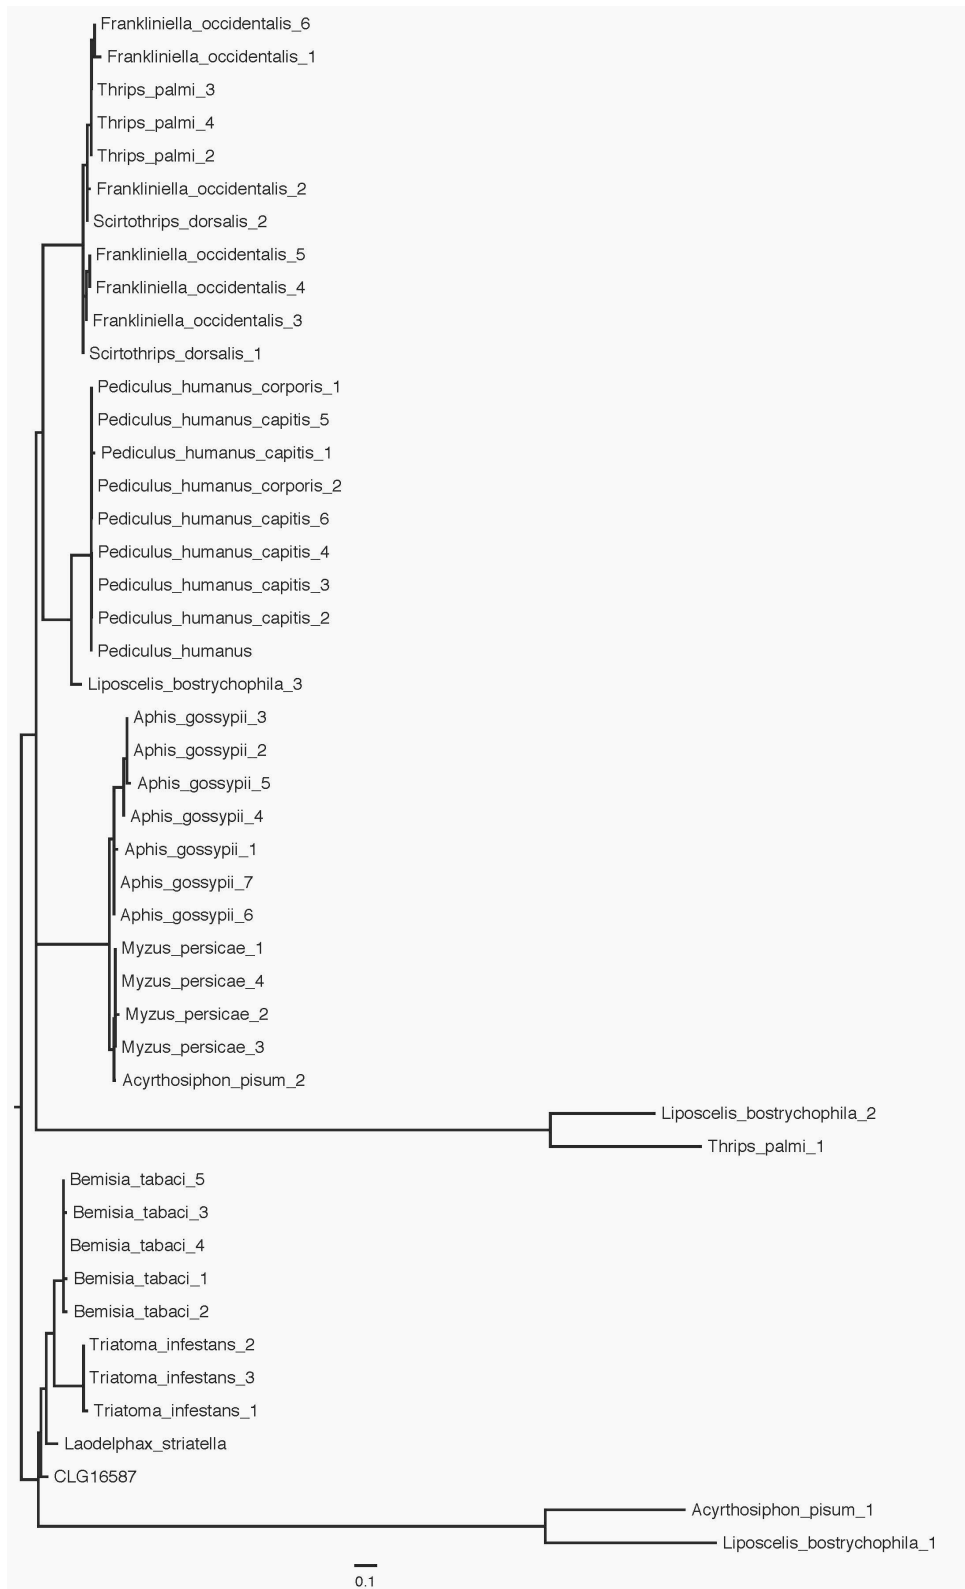 Frankliniella_occidentalis_6
Frankliniella_occidentalis_1
Thrips_palmi_3
Thrips_palmi_4
Thrips_palmi_2
Frankliniella_occidentalis_2
Scirtothrips_dorsalis_2
Frankliniella_occidentalis_5
Frankliniella_occidentalis_4
Frankliniella_occidentalis_3
Scirtothrips_dorsalis_1
Pediculus_humanus_corporis_1
Pediculus_humanus_capitis_5
Pediculus_humanus_capitis_1
Pediculus_humanus_corporis_2
Pediculus_humanus_capitis_6
Pediculus_humanus_capitis_4
Pediculus_humanus_capitis_3
Pediculus_humanus_capitis_2
Pediculus_humanus
Liposcelis_bostrychophila_3
Aphis_gossypii_3
Aphis_gossypii_2
Aphis_gossypii_5
Aphis_gossypii_4
Aphis_gossypii_1
Aphis_gossypii_7
Aphis_gossypii_6
Myzus_persicae_1
Myzus_persicae_4
Myzus_persicae_2
Myzus_persicae_3
Acyrthosiphon_pisum_2
Liposcelis_bostrychophila_2
Thrips_palmi_1
Bemisia_tabaci_5
Bemisia_tabaci_3
Bemisia_tabaci_4
Bemisia_tabaci_1
Bemisia_tabaci_2
Triatoma_infestans_2
Triatoma_infestans_3
Triatoma_infestans_1
Laodelphax_striatella
CLG16587
Acyrthosiphon_pisum_1
Liposcelis_bostrychophila_1
0.1